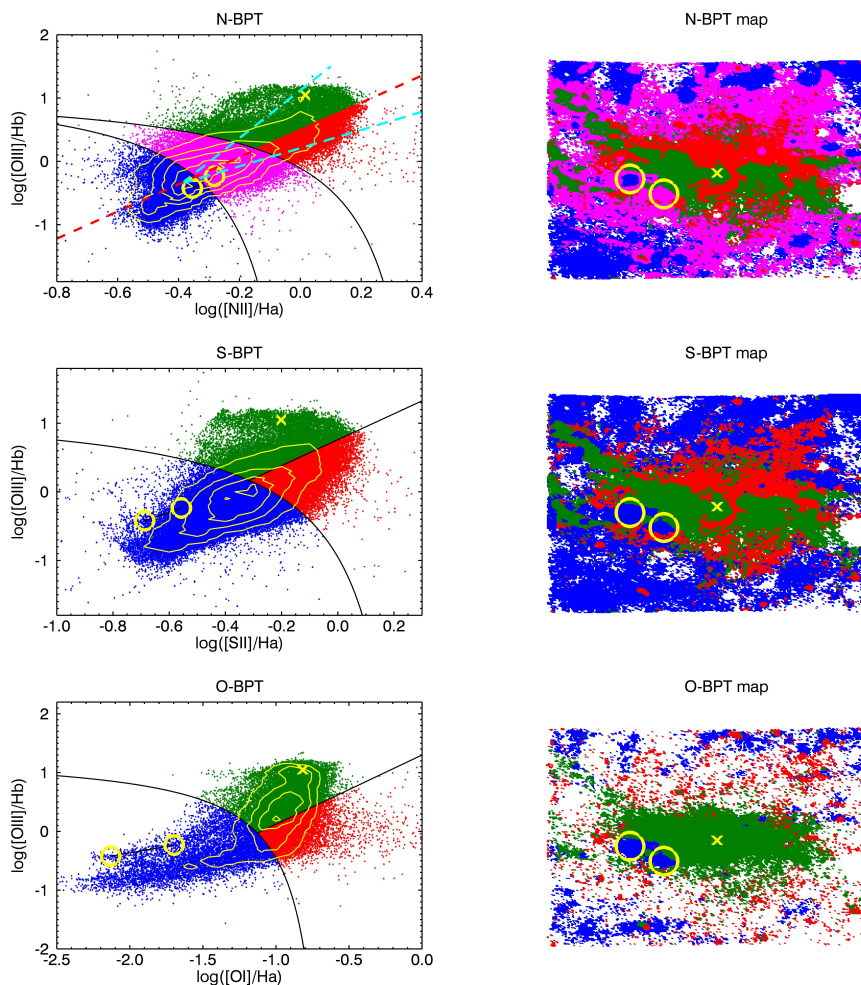 N-BPT
N-BPT map
2
1
0
-1
log([OIII]/Hb)
-0.8 -0.6 -0.4 -0.2 0.0 0.2 0.4
log([NII]/Ha)
S-BPT
S-BPT map
1
0
-1
log([OIII]/Hb)
-1.0 -0.8 -0.6 -0.4 -0.2 0.0 0.2
log([SII]/Ha)
O-BPT
O-BPT map
2
1
0
-1
-2
log([OIII]/Hb)
-2.5 -2.0 -1.5 -1.0 -0.5 0.0
log([OI]/Ha)